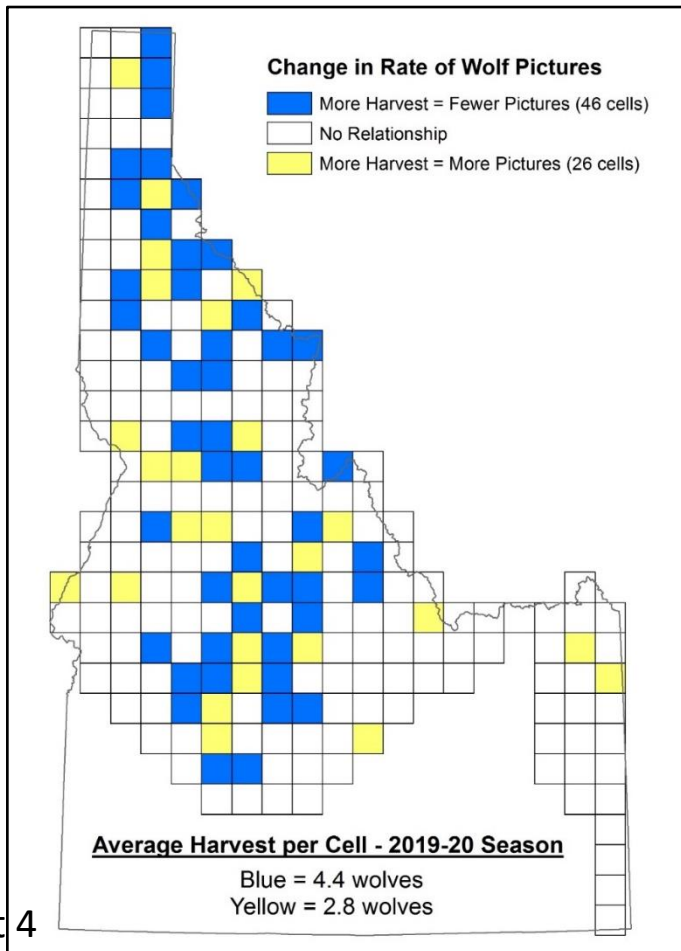 Change in Rate of Wolf Pictures
More Harvest = Fewer Pictures (46 cells)
No Relationship
More Harvest = More Pictures (26 cells)
Average Harvest per Cell - 2019-20 Season
Blue = 4.4 wolves
Yellow = 2.8 wolves
4